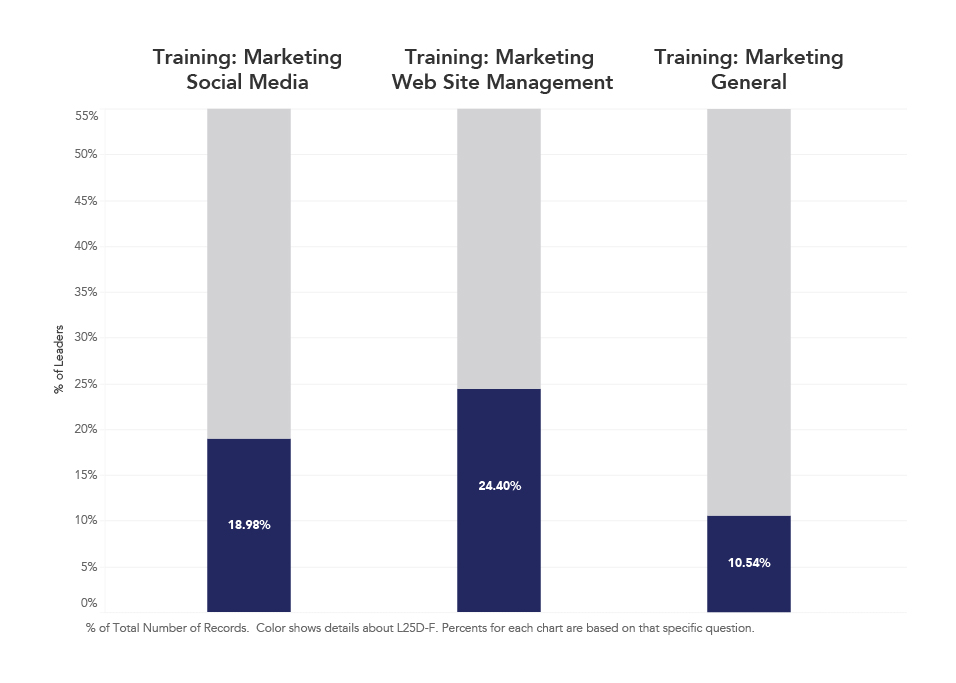 Training: Marketing
Social Media
Training: Marketing
Web Site Management
Training: Marketing
General
55%
50%
45%
40%
35%
30%
25%
20%
15%
10%
5%
0%
% of Leaders
18.98%
24.40%
10.54%
% of Total Number of Records.  Color shows details about L25D-F. Percents for each chart are based on that specific question.